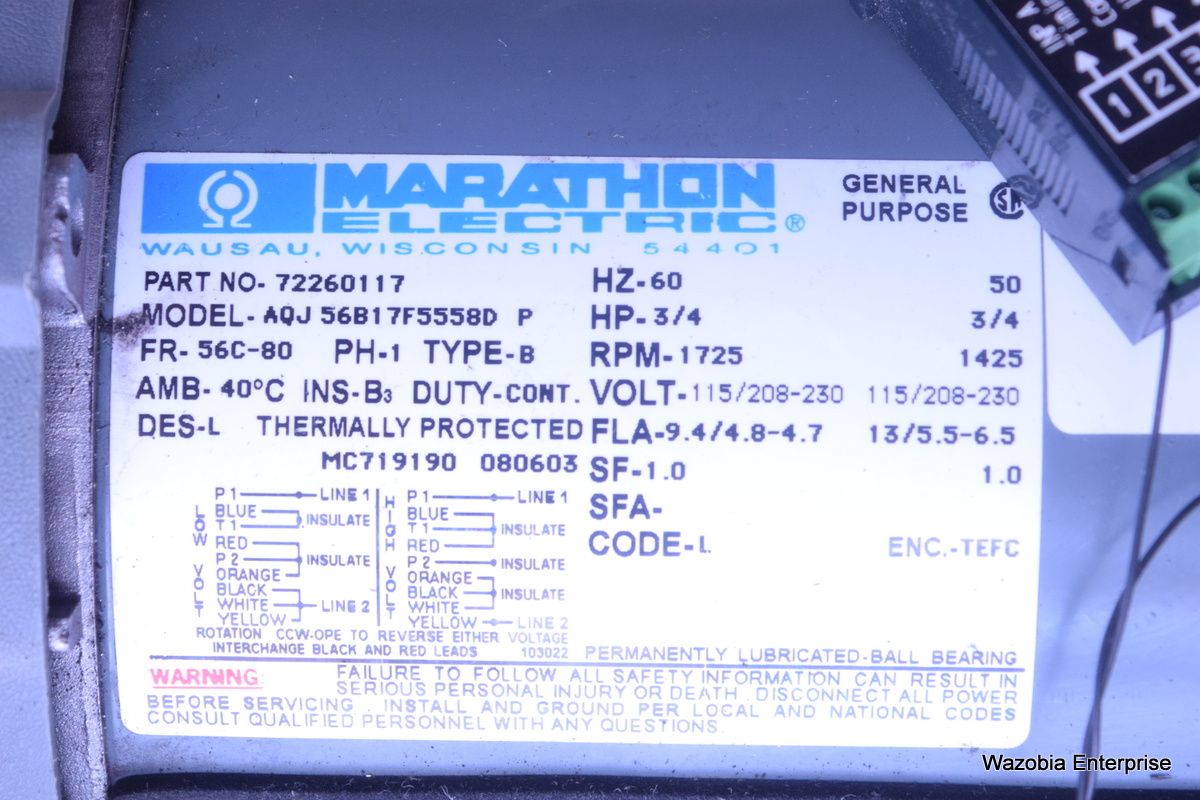 MARATHON
ELECTRIC®
WAUSAU, WISCONSIN 54401
GENERAL
PURPOSE
PART NO- 72260117
MODEL- AQJ 56B17F5558D P
FR- 56C-80 PH-1 TYPE-B
AMB- 40°C INS-B3 DUTY-CONT.
DES-L THERMALLY PROTECTED
MC719190 080603
HZ-60 50
HP-3/4 3/4
RPM-1725 1425
VOLT-115/208-230 115/208-230
FLA-9.4/4.8-4.7 13/5.5-6.5
SF-1.0 1.0
SFA-
CODE-L ENC.-TEFC
LOW VOLT
P1 LINE 1
BLUE
T1 INSULATE
RED
P2 INSULATE
ORANGE
BLACK
WHITE LINE 2
YELLOW
HIGH VOLT
P1 LINE 1
BLUE
T1 INSULATE
RED
P2 INSULATE
ORANGE
BLACK INSULATE
WHITE
YELLOW LINE 2
ROTATION CCW-OPE TO REVERSE EITHER VOLTAGE
INTERCHANGE BLACK AND RED LEADS 103022
PERMANENTLY LUBRICATED-BALL BEARING
WARNING: FAILURE TO FOLLOW ALL SAFETY INFORMATION CAN RESULT IN
SERIOUS PERSONAL INJURY OR DEATH. DISCONNECT ALL POWER
BEFORE SERVICING. INSTALL AND GROUND PER LOCAL AND NATIONAL CODES
CONSULT QUALIFIED PERSONNEL WITH ANY QUESTIONS.
1 2
Wazobia Enterprise